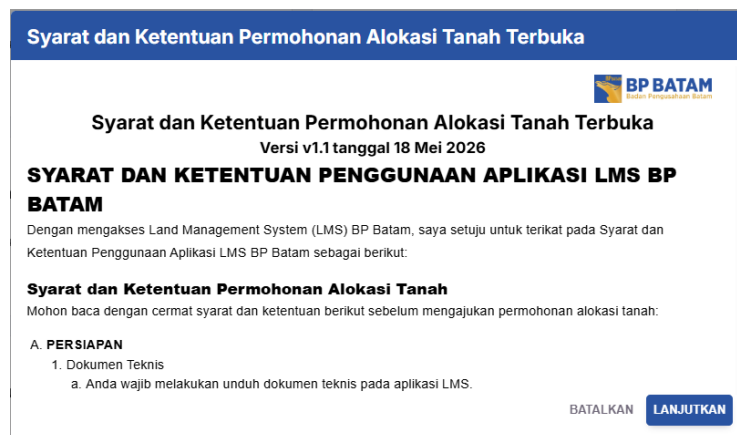 Syarat dan Ketentuan Permohonan Alokasi Tanah Terbuka
BP BATAM
Badan Pengusahaan Batam
Syarat dan Ketentuan Permohonan Alokasi Tanah Terbuka
Versi v1.1 tanggal 18 Mei 2026
SYARAT DAN KETENTUAN PENGGUNAAN APLIKASI LMS BP
BATAM
Dengan mengakses Land Management System (LMS) BP Batam, saya setuju untuk terikat pada Syarat dan
Ketentuan Penggunaan Aplikasi LMS BP Batam sebagai berikut:
Syarat dan Ketentuan Permohonan Alokasi Tanah
Mohon baca dengan cermat syarat dan ketentuan berikut sebelum mengajukan permohonan alokasi tanah:
A. PERSIAPAN
1. Dokumen Teknis
a. Anda wajib melakukan unduh dokumen teknis pada aplikasi LMS.
BATALKAN LANJUTKAN